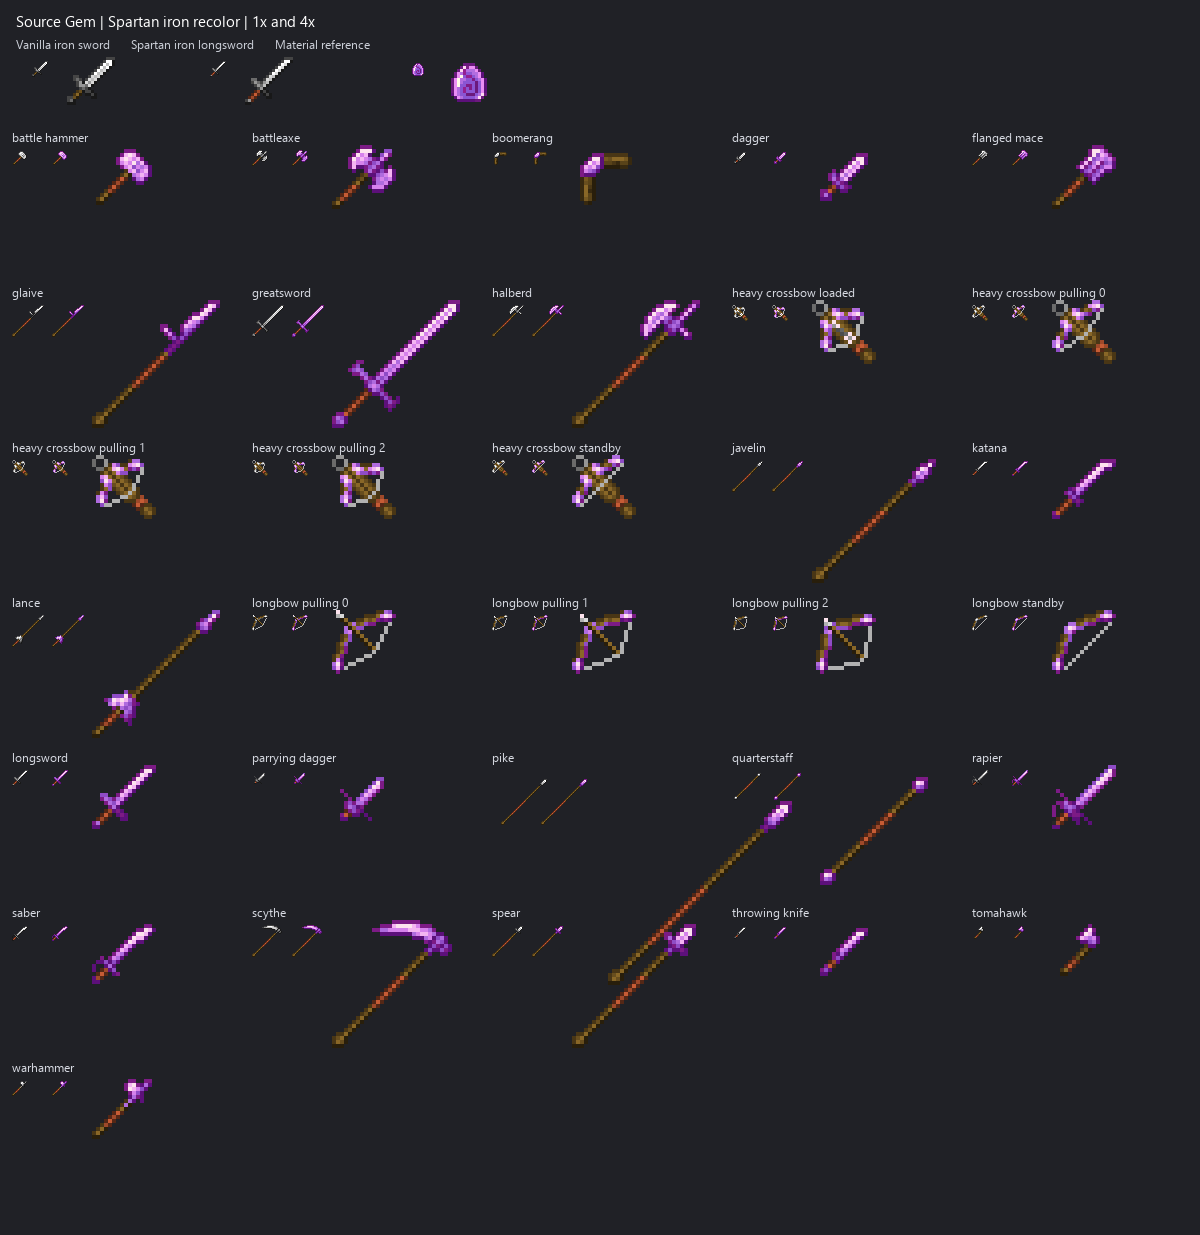 Source Gem | Spartan iron recolor | 1x and 4x
Vanilla iron sword Spartan iron longsword Material reference
battle hammer battleaxe boomerang dagger flanged mace
glaive greatsword halberd heavy crossbow loaded heavy crossbow pulling 0
heavy crossbow pulling 1 heavy crossbow pulling 2 heavy crossbow standby javelin katana
lance longbow pulling 0 longbow pulling 1 longbow pulling 2 longbow standby
longsword parrying dagger pike quarterstaff rapier
saber scythe spear throwing knife tomahawk
warhammer